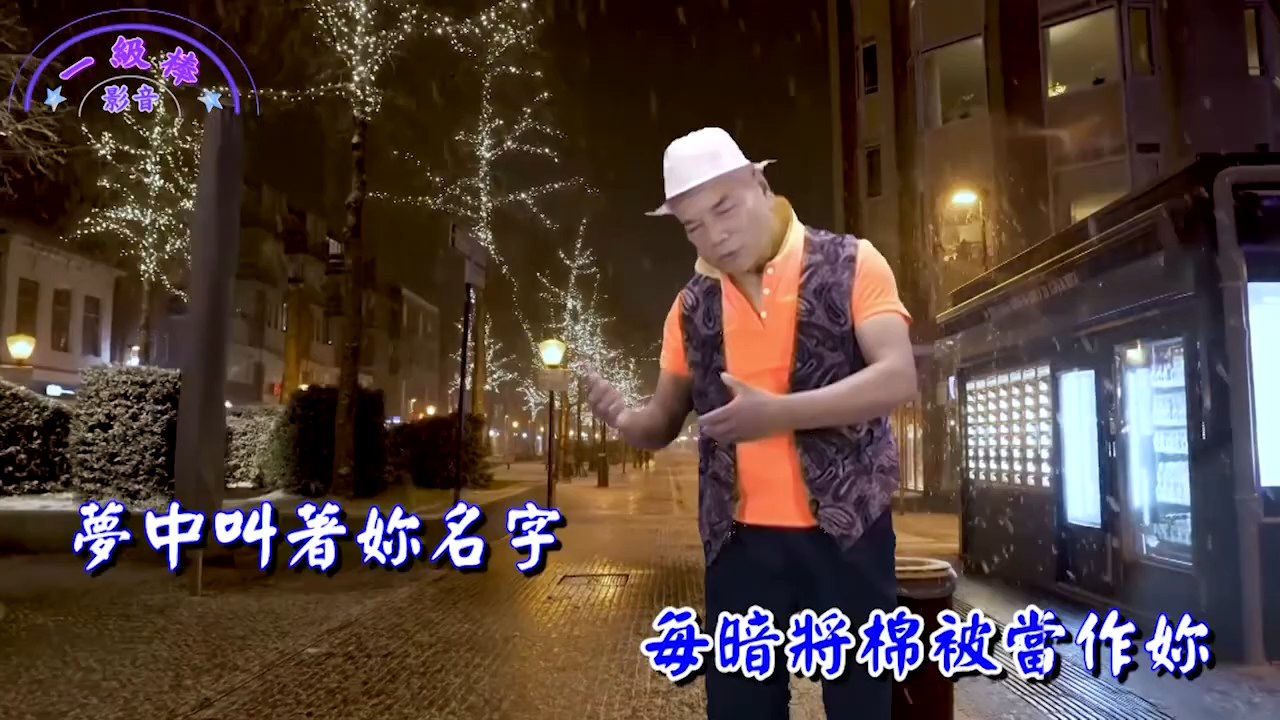 一級棒
影音
夢中叫著妳名字
每暗將棉被當作妳